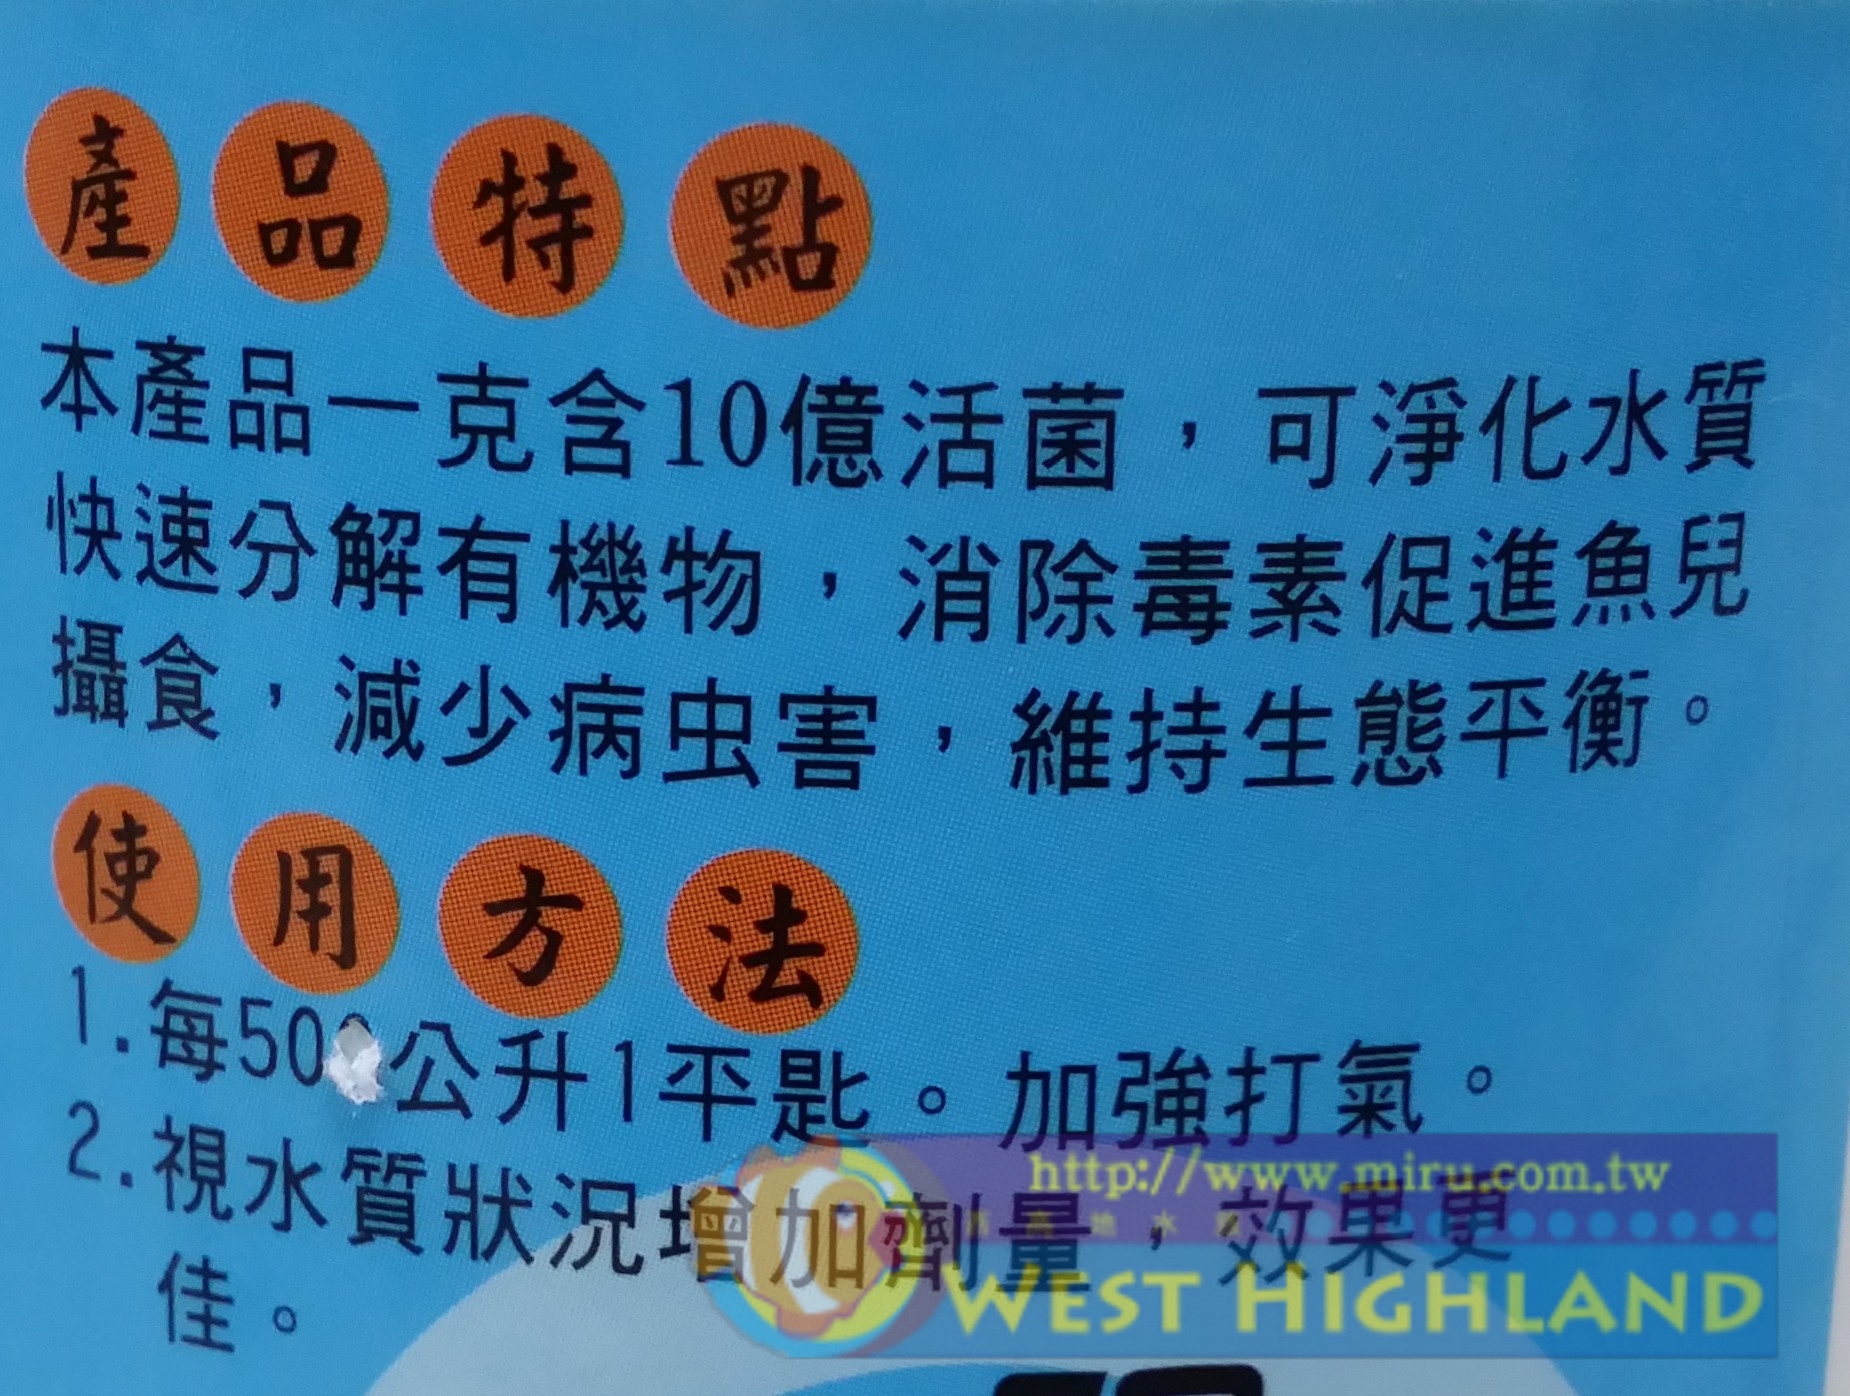 產品特點
本產品一克含10億活菌，可淨化水質
快速分解有機物，消除毒素促進魚兒
攝食，減少病虫害，維持生態平衡。
使用方法
1.每50 公升1平匙。加強打氣。
2.視水質狀況增加劑量，效果更
佳。
http://www.miru.com.tw
WEST HIGHLAND